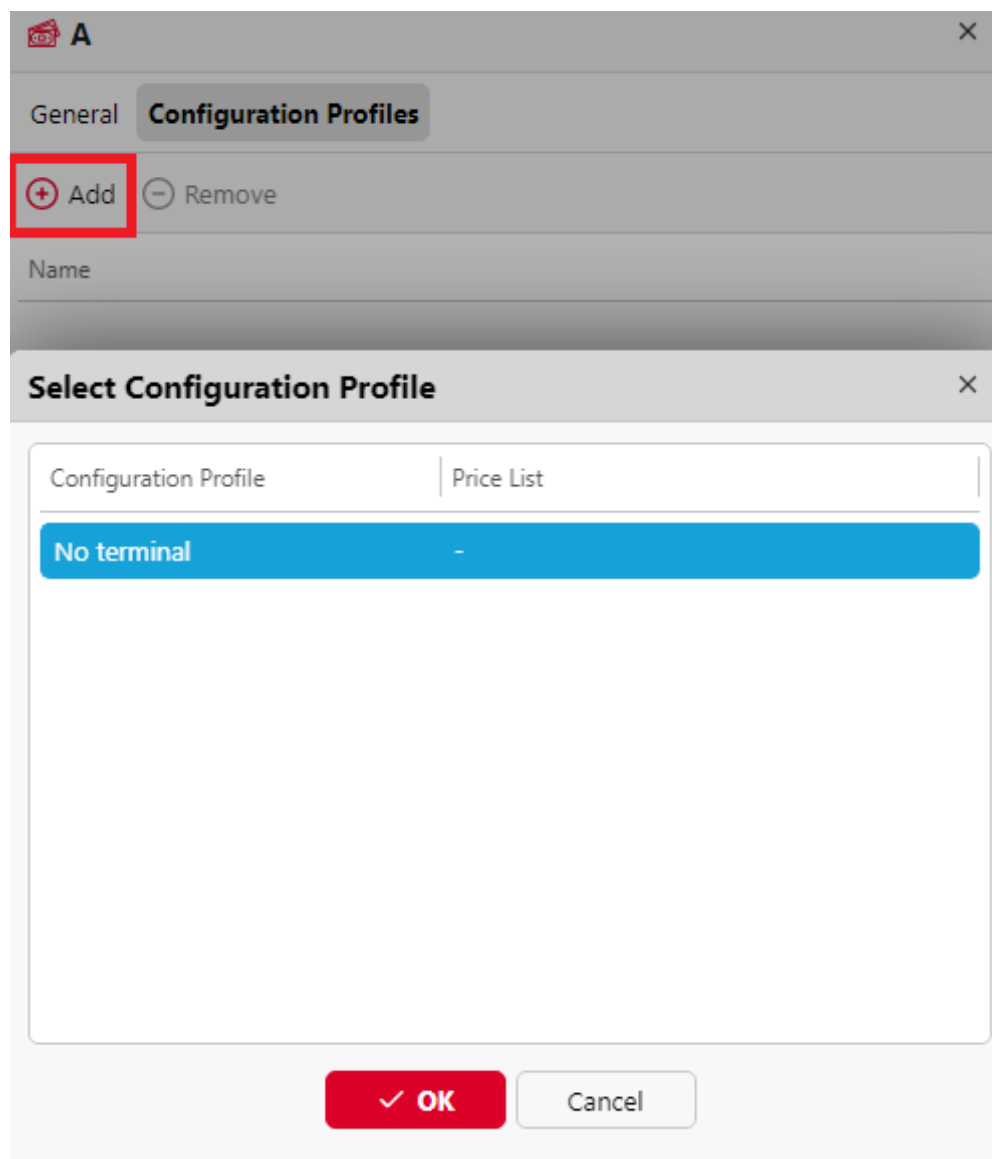 A
General Configuration Profiles
Add Remove
Name
Select Configuration Profile
Configuration Profile Price List
No terminal -
OK Cancel